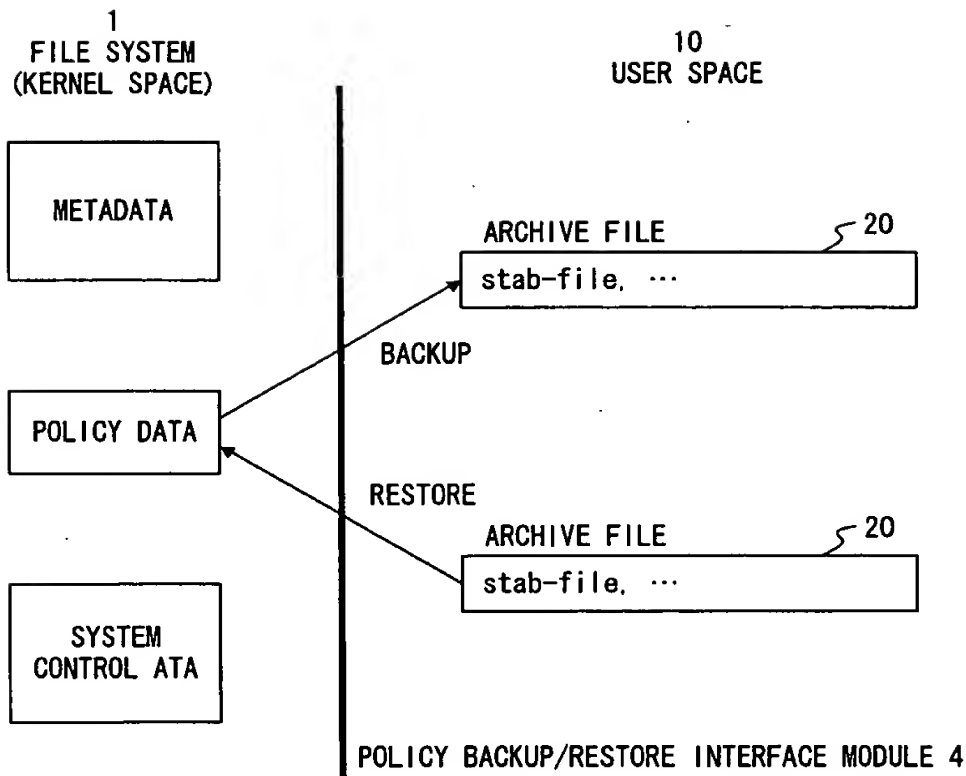 1
FILE SYSTEM
(KERNEL SPACE)
10
USER SPACE
METADATA
ARCHIVE FILE
20
stab-file, ···
BACKUP
POLICY DATA
RESTORE
ARCHIVE FILE
20
stab-file, ···
SYSTEM
CONTROL ATA
POLICY BACKUP/RESTORE INTERFACE MODULE 4